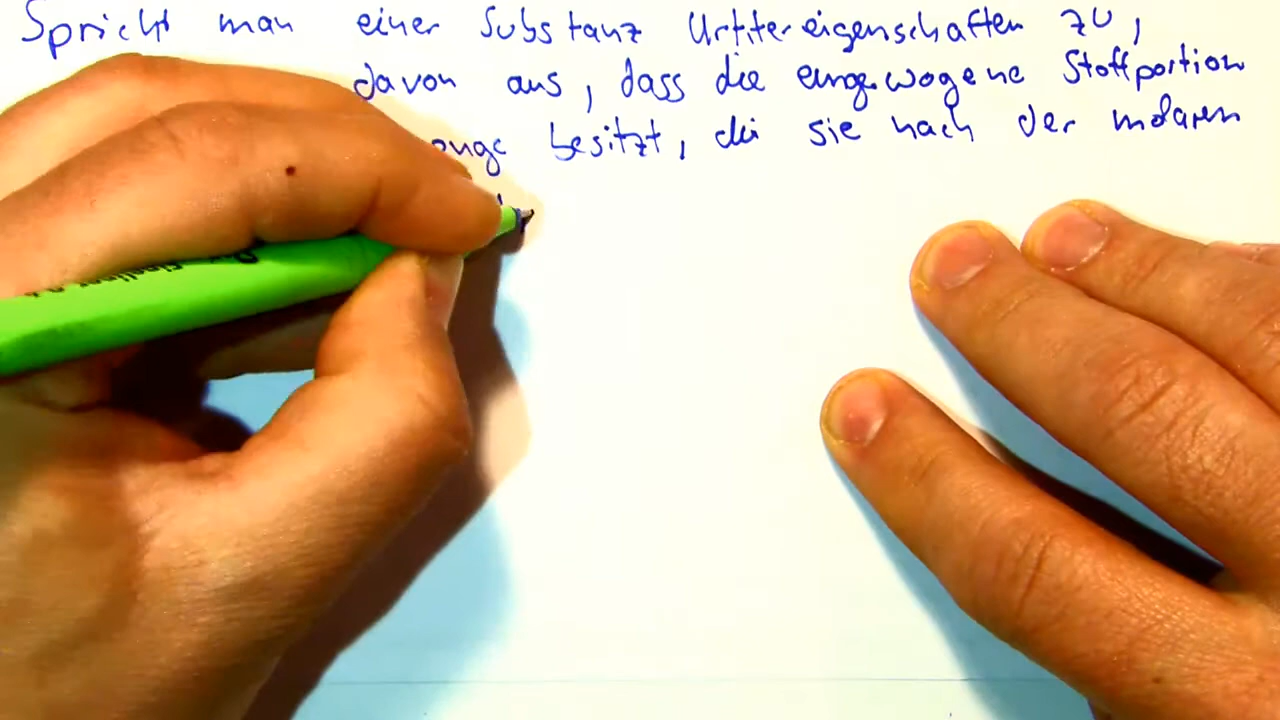 Spricht man einer Substanz Urtitereigenschaften zu,
davon aus, dass die eingewogene Stoffportion
besitzt, die sie nach der molaren